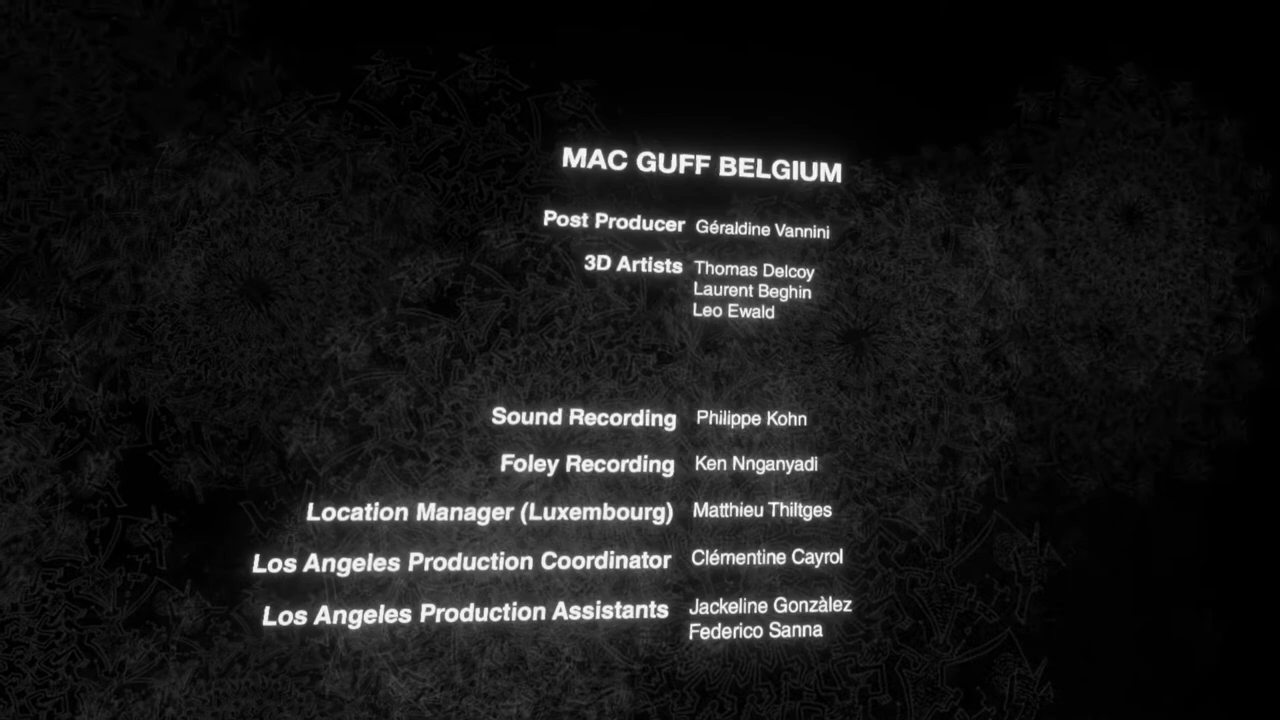 MAC GUFF BELGIUM
Post Producer Géraldine Vannini
3D Artists Thomas Delcoy
Laurent Beghin
Leo Ewald
Sound Recording Philippe Kohn
Foley Recording Ken Nnganyadi
Location Manager (Luxembourg) Matthieu Thiltges
Los Angeles Production Coordinator Clémentine Cayrol
Los Angeles Production Assistants Jackeline Gonzàlez
Federico Sanna